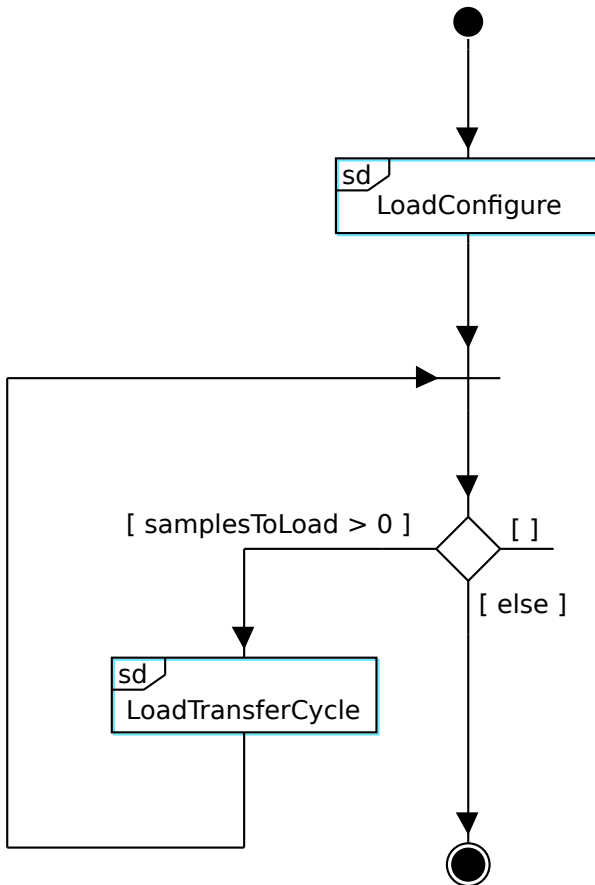 sd
LoadConfigure
[ samplesToLoad > 0 ]
[ ]
[ else ]
sd
LoadTransferCycle